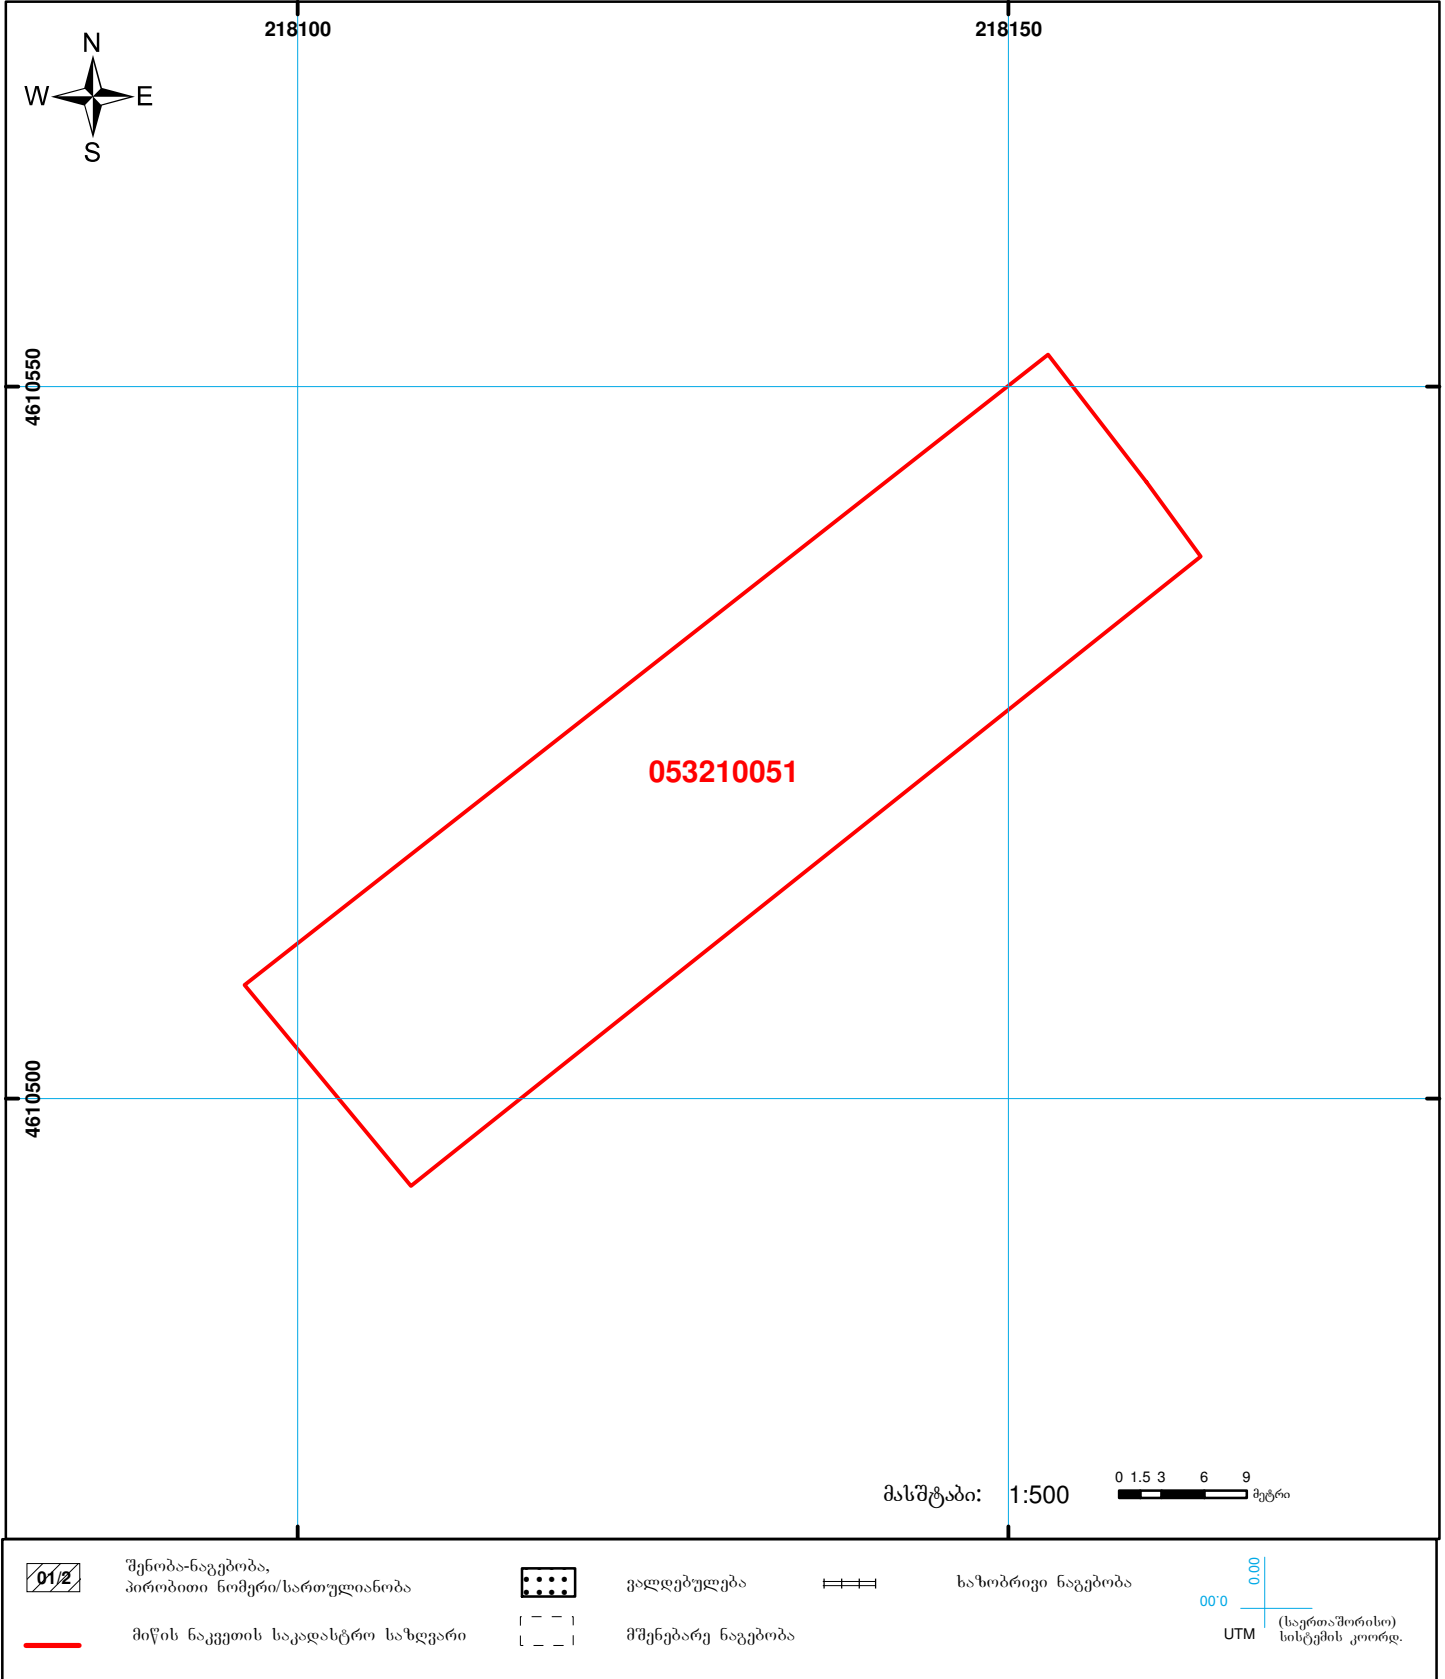 218100
218150
N
W E
S
4610550
053210051
4610500
მასშტაბი: 1:500
0 1.5 3 6 9
მეტრი
01/2
შენობა-ნაგებობა,
პირობითი ნომერი/სართულიანობა
ვალდებულება
ხაზობრივი ნაგებობა
00.0
0.00
მიწის ნაკვეთის საკადასტრო საზღვარი
მშენებარე ნაგებობა
UTM
(საერთაშორისო)
სისტემის კოორდ.